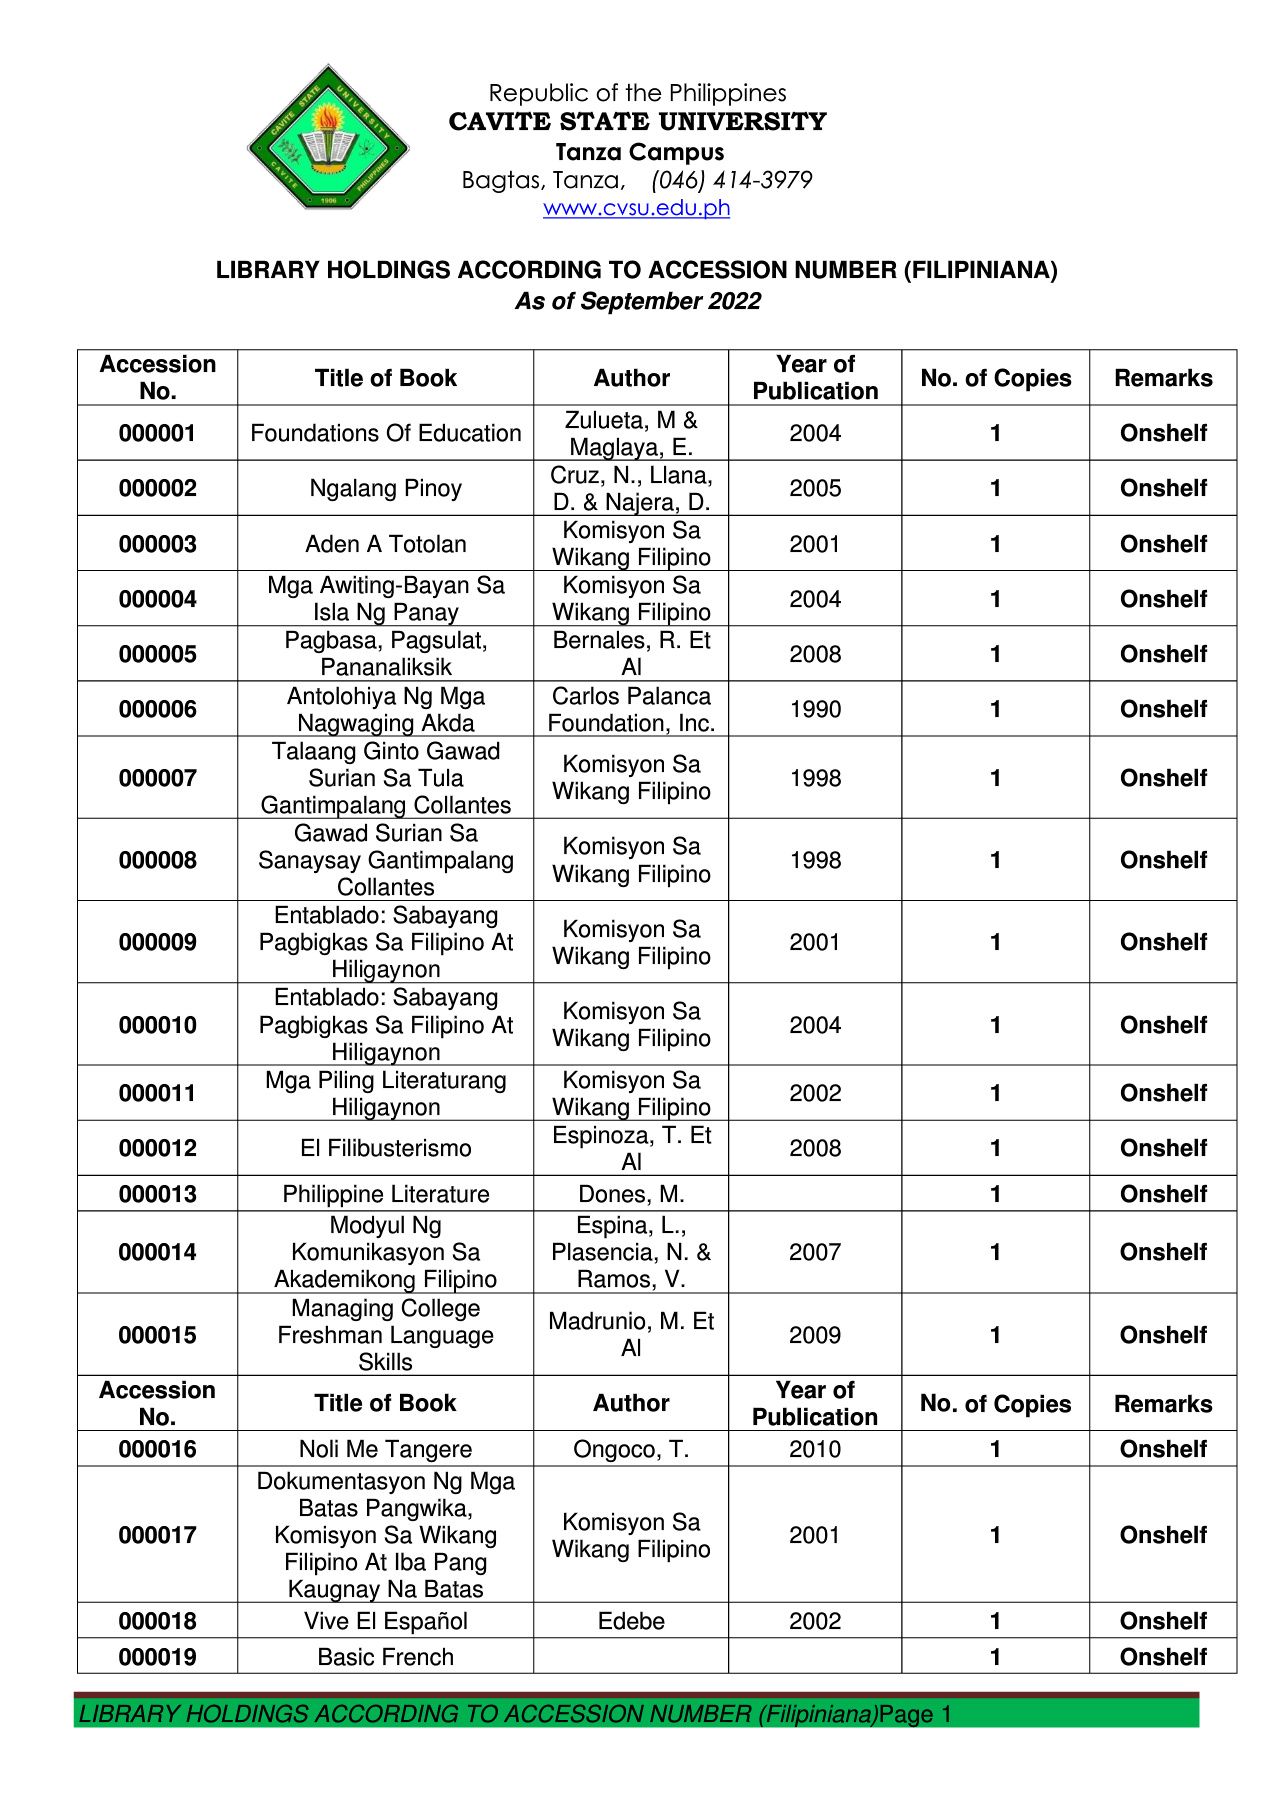 Republic of the Philippines
CAVITE STATE UNIVERSITY
Tanza Campus
Bagtas, Tanza, (046) 414-3979
www.cvsu.edu.ph
CAVITE STATE UNIVERSITY
CAVITE PHILIPPINES
1906
LIBRARY HOLDINGS ACCORDING TO ACCESSION NUMBER (FILIPINIANA)
As of September 2022
Accession No. Title of Book Author Year of Publication No. of Copies Remarks
000001 Foundations Of Education Zulueta, M & Maglaya, E. 2004 1 Onshelf
000002 Ngalang Pinoy Cruz, N., Llana, D. & Najera, D. 2005 1 Onshelf
000003 Aden A Totolan Komisyon Sa Wikang Filipino 2001 1 Onshelf
000004 Mga Awiting-Bayan Sa Isla Ng Panay Komisyon Sa Wikang Filipino 2004 1 Onshelf
000005 Pagbasa, Pagsulat, Pananaliksik Bernales, R. Et Al 2008 1 Onshelf
000006 Antolohiya Ng Mga Nagwaging Akda Carlos Palanca Foundation, Inc. 1990 1 Onshelf
000007 Talaang Ginto Gawad Surian Sa Tula Gantimpalang Collantes Komisyon Sa Wikang Filipino 1998 1 Onshelf
000008 Gawad Surian Sa Sanaysay Gantimpalang Collantes Komisyon Sa Wikang Filipino 1998 1 Onshelf
000009 Entablado: Sabayang Pagbigkas Sa Filipino At Hiligaynon Komisyon Sa Wikang Filipino 2001 1 Onshelf
000010 Entablado: Sabayang Pagbigkas Sa Filipino At Hiligaynon Komisyon Sa Wikang Filipino 2004 1 Onshelf
000011 Mga Piling Literaturang Hiligaynon Komisyon Sa Wikang Filipino 2002 1 Onshelf
000012 El Filibusterismo Espinoza, T. Et Al 2008 1 Onshelf
000013 Philippine Literature Dones, M. 1 Onshelf
000014 Modyul Ng Komunikasyon Sa Akademikong Filipino Espina, L., Plasencia, N. & Ramos, V. 2007 1 Onshelf
000015 Managing College Freshman Language Skills Madrunio, M. Et Al 2009 1 Onshelf
Accession No. Title of Book Author Year of Publication No. of Copies Remarks
000016 Noli Me Tangere Ongoco, T. 2010 1 Onshelf
000017 Dokumentasyon Ng Mga Batas Pangwika, Komisyon Sa Wikang Filipino At Iba Pang Kaugnay Na Batas Komisyon Sa Wikang Filipino 2001 1 Onshelf
000018 Vive El Español Edebe 2002 1 Onshelf
000019 Basic French 1 Onshelf
LIBRARY HOLDINGS ACCORDING TO ACCESSION NUMBER (Filipiniana)Page 1